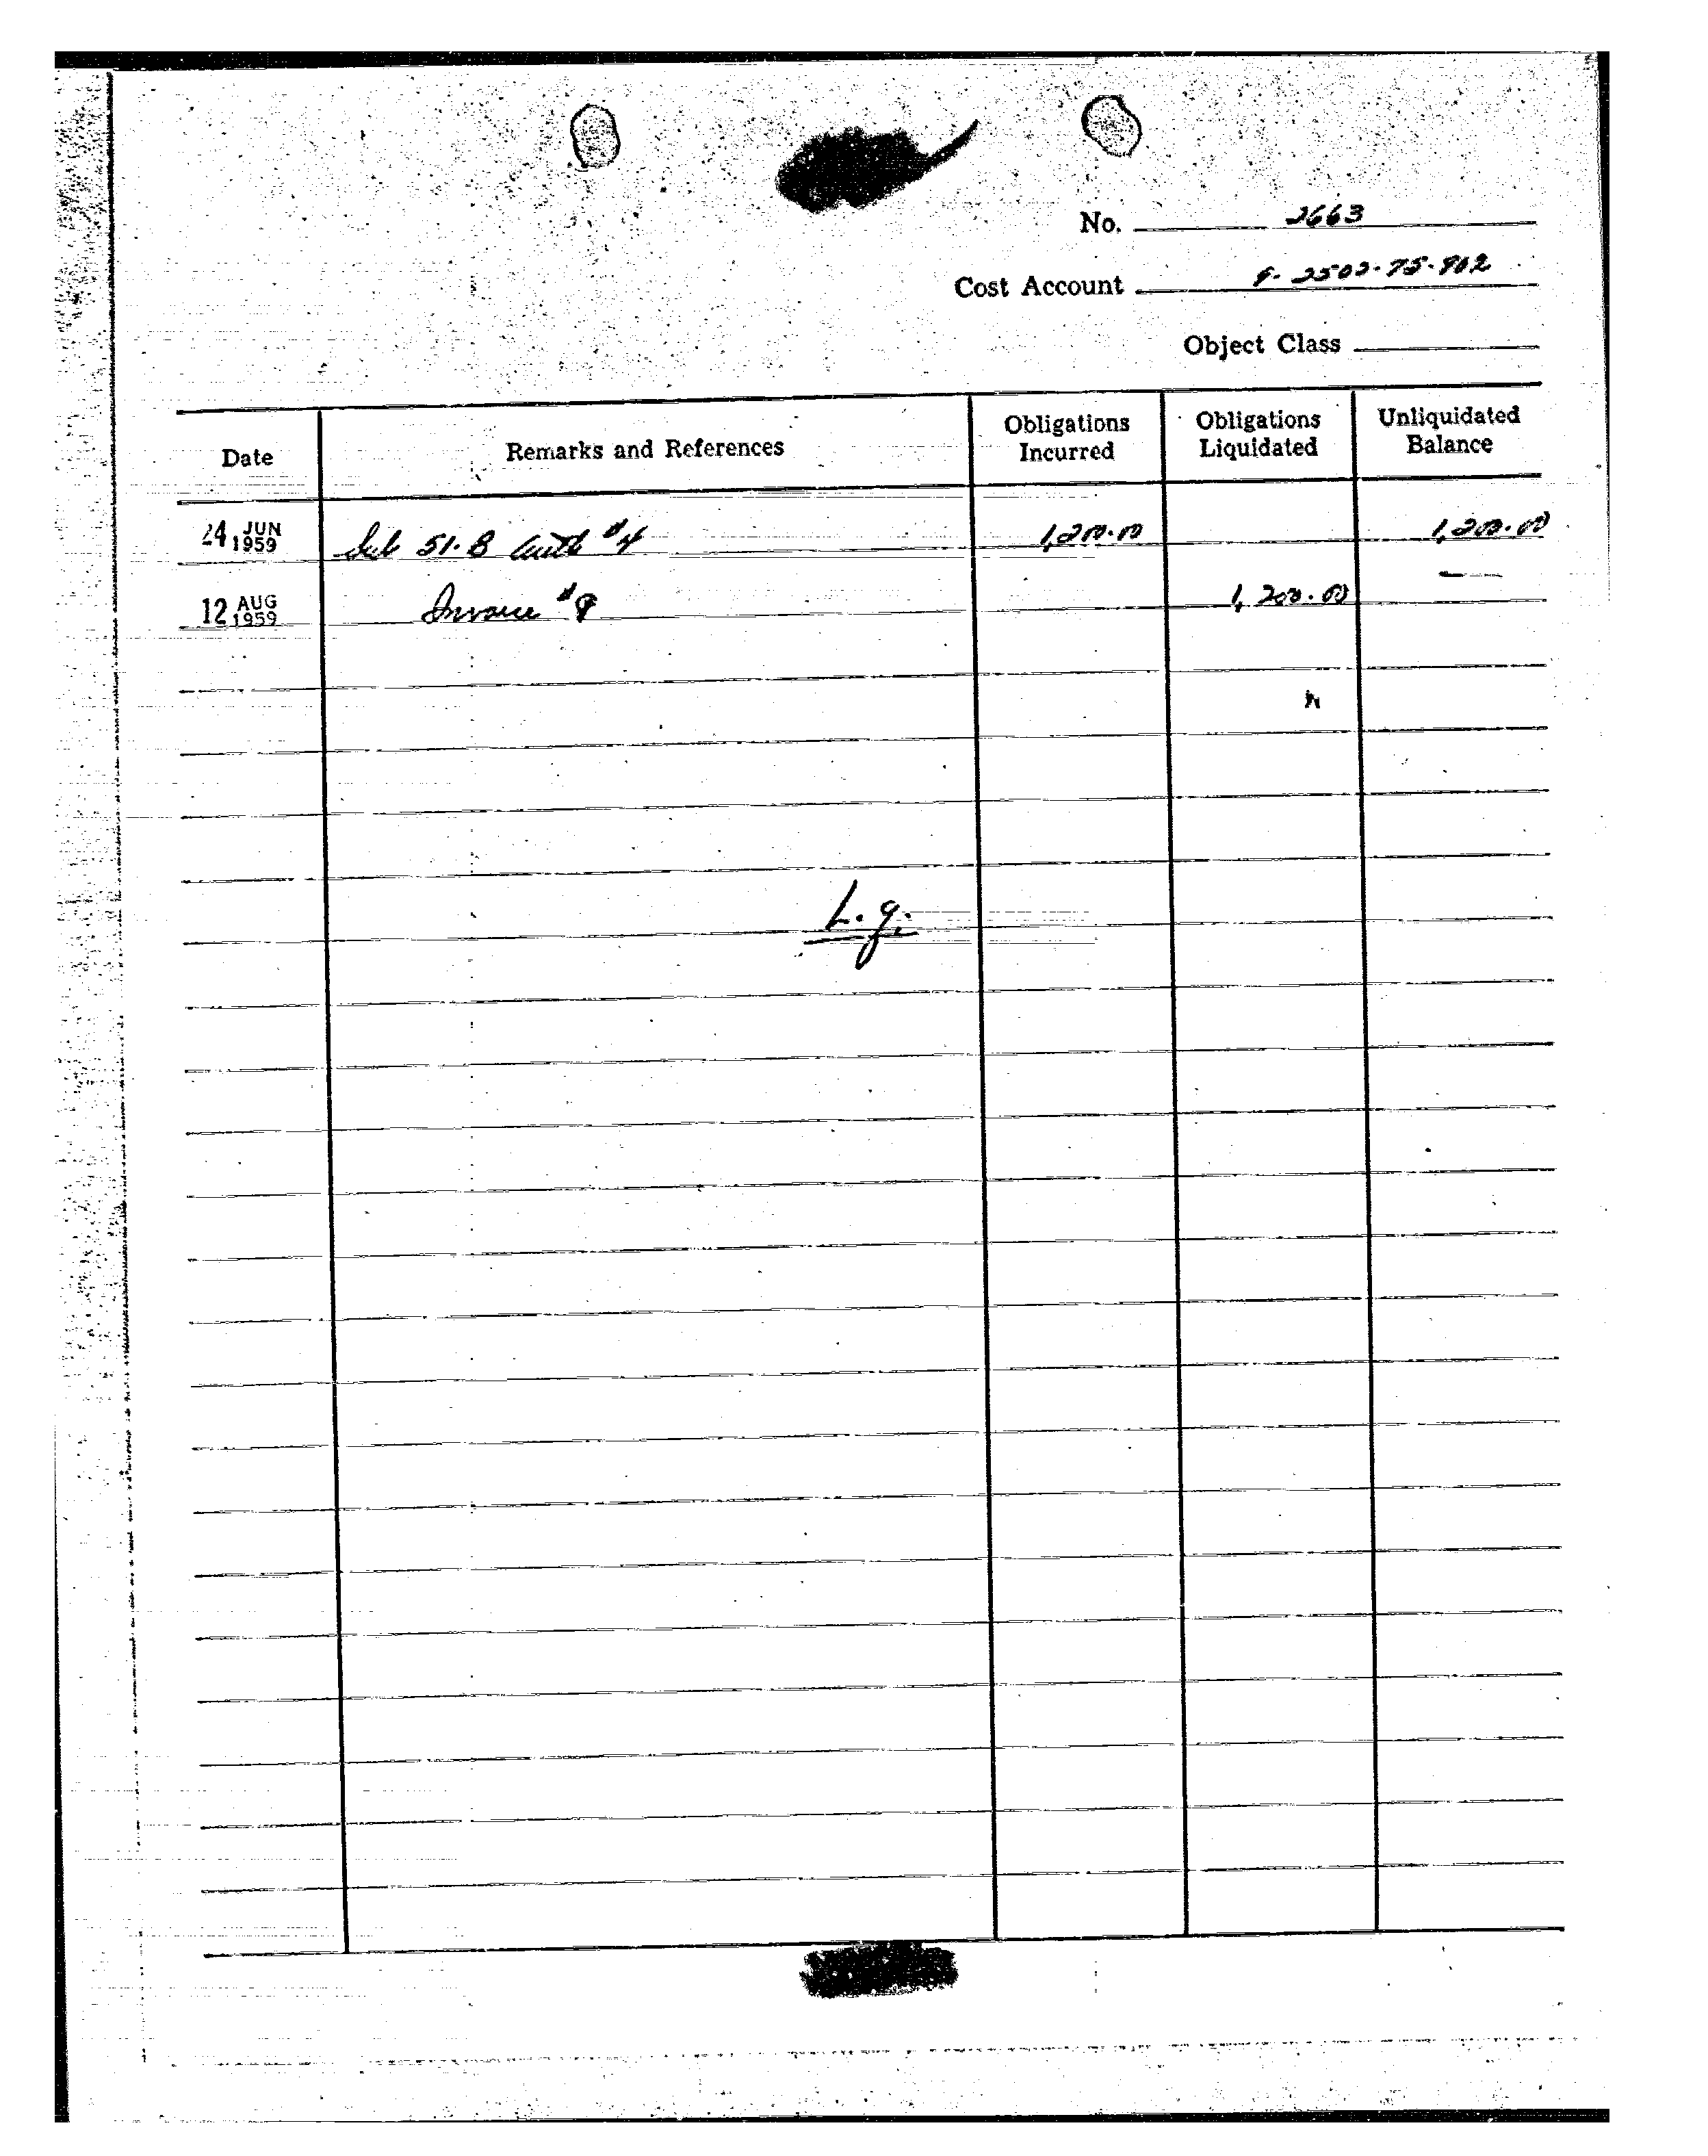 No. 2663
Cost Account 9-2502-75-902
Object Class
Date Remarks and References Obligations Incurred Obligations Liquidated Unliquidated Balance
24 JUN 1959 Sub 51-B Auth #4 1,200.00 1,200.00
12 AUG 1959 Invoice #9 1,200.00 —
L.g.